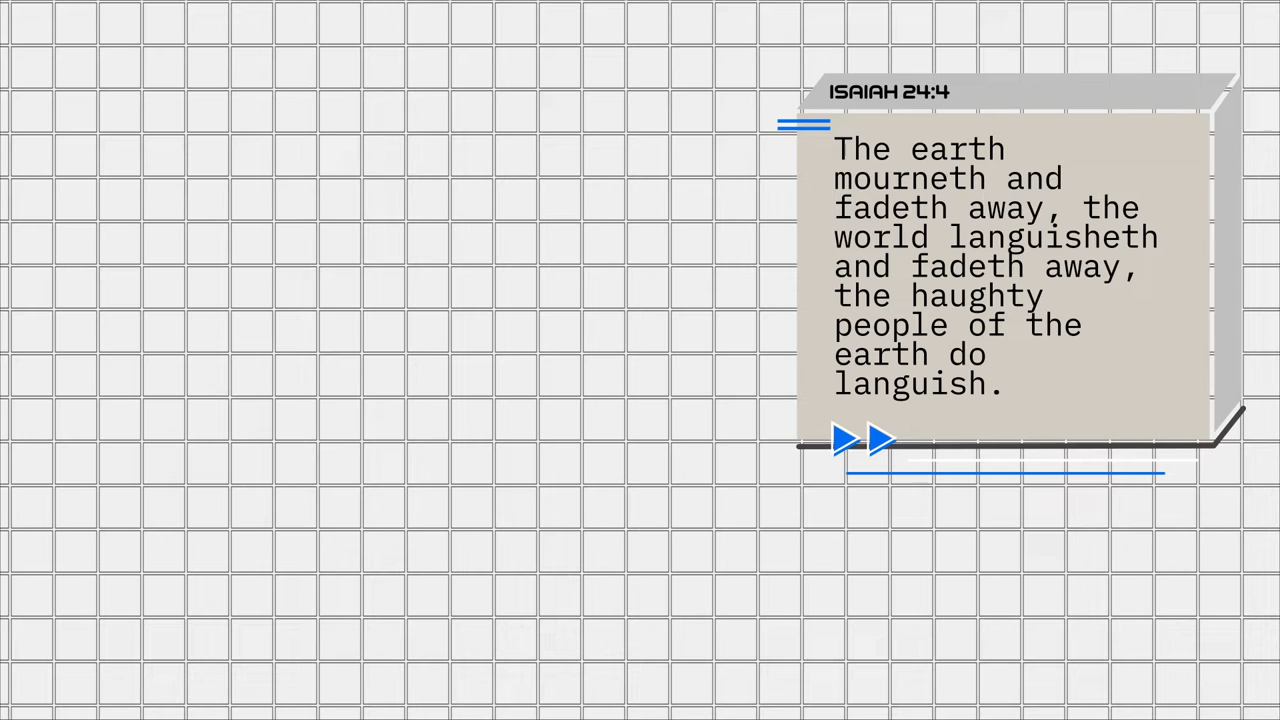 ISAIAH 24:4
The earth
mourneth and
fadeth away, the
world languisheth
and fadeth away,
the haughty
people of the
earth do
languish.